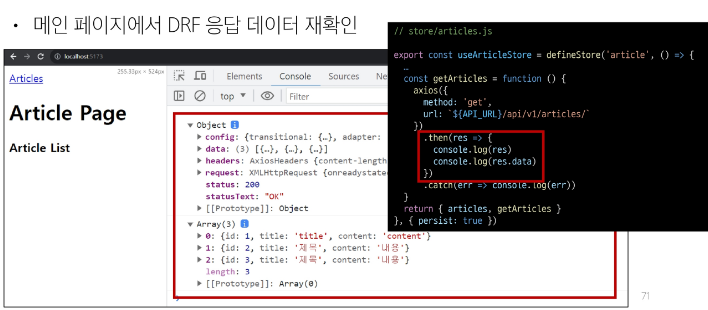 • 메인 페이지에서 DRF 응답 데이터 재확인
// store/articles.js
export const useArticleStore = defineStore('article', () => {
…
const getArticles = function () {
axios({
method: 'get',
url: `${API_URL}/api/v1/articles/`
})
.then(res => {
console.log(res)
console.log(res.data)
})
.catch(err => console.log(err))
}
return { articles, getArticles }
}, { persist: true })
localhost:5173
Articles
255.33px × 924px
Article Page
Article List
Elements Console Sources Ne
top ▼ Filter
▼ Object
▶ config: {transitional: {…}, adapter:
▶ data: (3) [{…}, {…}, {…}]
▶ headers: AxiosHeaders {content-length
▶ request: XMLHttpRequest {onreadystate
status: 200
statusText: "OK"
▶ [[Prototype]]: Object
▼ Array(3)
▶ 0: {id: 1, title: 'title', content: 'content'}
▶ 1: {id: 2, title: '제목', content: '내용'}
▶ 2: {id: 3, title: '제목', content: '내용'}
length: 3
▶ [[Prototype]]: Array(0)
71